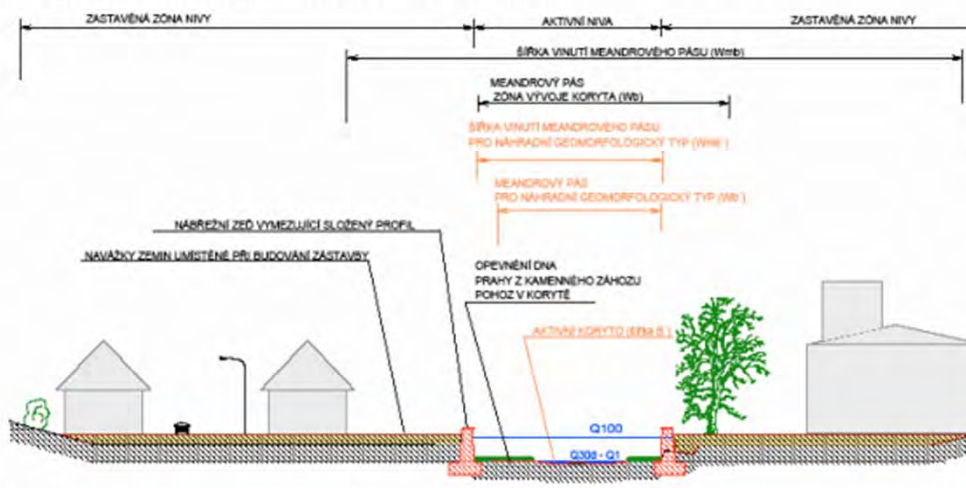 ZASTAVĚNÁ ZÓNA NIVY
AKTIVNÍ NIVA
ZASTAVĚNÁ ZÓNA NIVY
ŠÍŘKA VINUTÍ MEANDROVÉHO PÁSU (Wmb)
MEANDROVÝ PÁS
ZÓNA VÝVOJE KORYTA (Wb)
ŠÍŘKA VINUTÍ MEANDROVÉHO PÁSU
PRO NÁHRADNÍ GEOMORFOLOGICKÝ TYP (Wmb´)
MEANDROVÝ PÁS
PRO NÁHRADNÍ GEOMORFOLOGICKÝ TYP (Wb´)
NÁBŘEŽNÍ ZEĎ VYMEZUJÍCÍ SLOŽENÝ PROFIL
NAVÁŽKY ZEMIN UMÍSTĚNÉ PŘI BUDOVÁNÍ ZÁSTAVBY
OPEVNĚNÍ DNA
PRAHY Z KAMENNÉHO ZÁHOZU
POHOZ V KORYTĚ
AKTIVNÍ KORYTO (šířka B´)
Q100
Q30d - Q1